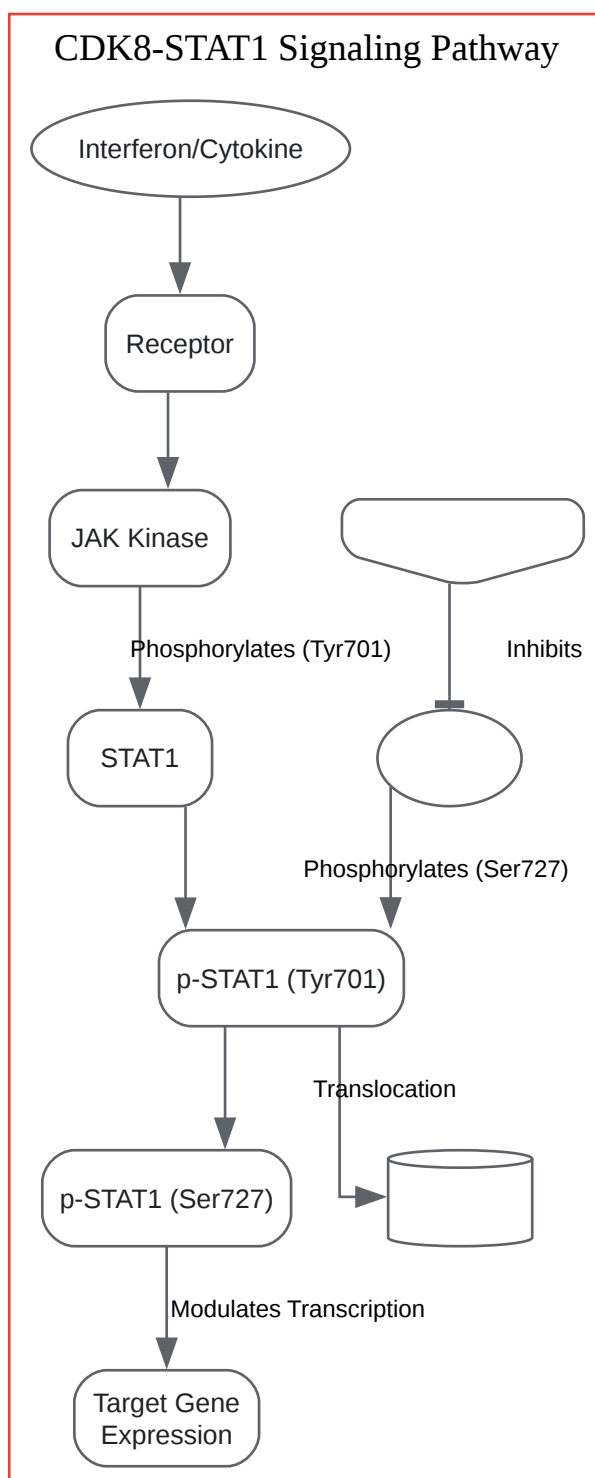 CDK8-STAT1 Signaling Pathway
Interferon/Cytokine
Receptor
JAK Kinase
Phosphorylates (Tyr701)
Inhibits
STAT1
Phosphorylates (Ser727)
p-STAT1 (Tyr701)
Translocation
p-STAT1 (Ser727)
Modulates Transcription
Target Gene
Expression